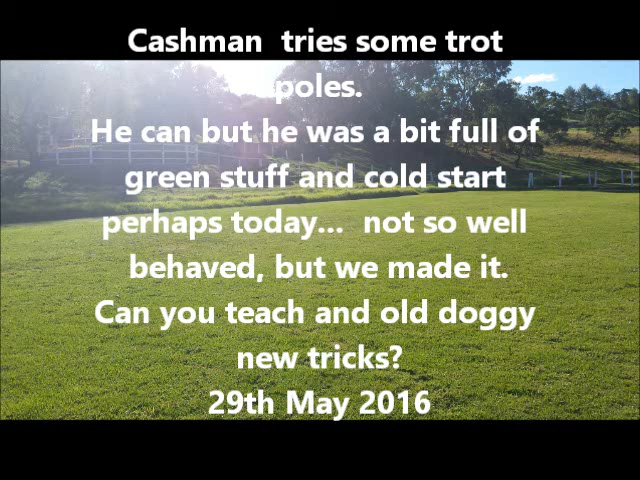 Cashman  tries some trot
poles.
He can but he was a bit full of
green stuff and cold start
perhaps today...  not so well
behaved, but we made it.
Can you teach and old doggy
new tricks?
29th May 2016